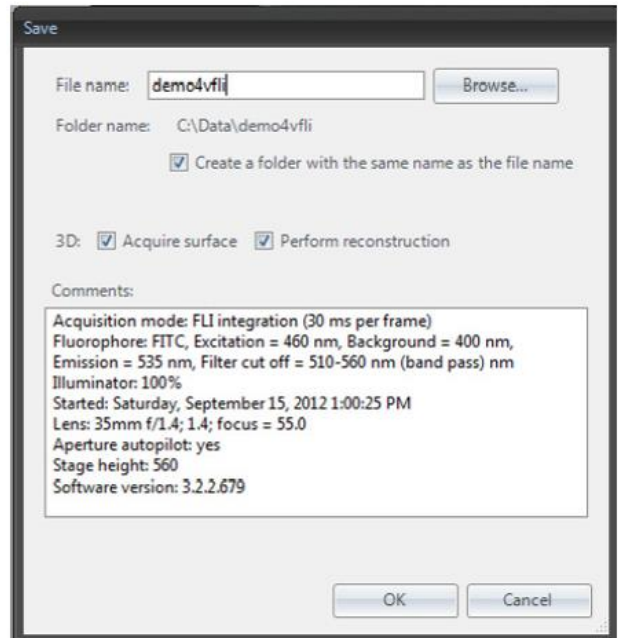 Save
File name: demo4vfli Browse...
Folder name: C:\Data\demo4vfli
Create a folder with the same name as the file name
3D: Acquire surface Perform reconstruction
Comments:
Acquisition mode: FLI integration (30 ms per frame)
Fluorophore: FITC, Excitation = 460 nm, Background = 400 nm,
Emission = 535 nm, Filter cut off = 510-560 nm (band pass) nm
Illuminator: 100%
Started: Saturday, September 15, 2012 1:00:25 PM
Lens: 35mm f/1.4; 1.4; focus = 55.0
Aperture autopilot: yes
Stage height: 560
Software version: 3.2.2.679
OK Cancel